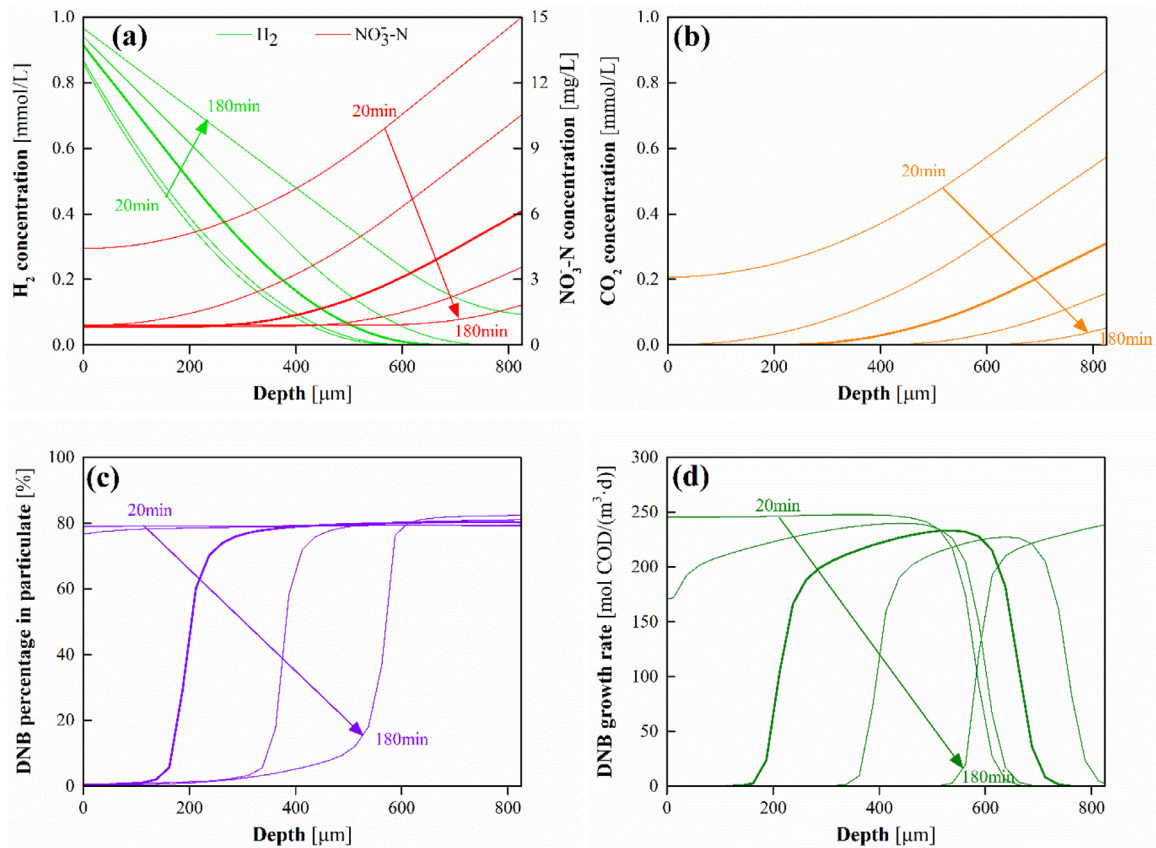 (a)
H₂
NO₃⁻-N
H₂ concentration [mmol/L]
1.0
0.8
0.6
0.4
0.2
0.0
NO₃⁻-N concentration [mg/L]
15
12
9
6
3
0
20min
180min
20min
180min
0
200
400
600
800
Depth [μm]
(b)
CO₂ concentration [mmol/L]
1.0
0.8
0.6
0.4
0.2
0.0
20min
180min
0
200
400
600
800
Depth [μm]
(c)
DNB percentage in particulate [%]
100
80
60
40
20
0
20min
180min
0
200
400
600
800
Depth [μm]
(d)
DNB growth rate [mol COD/(m³·d)]
300
250
200
150
100
50
0
20min
180min
0
200
400
600
800
Depth [μm]